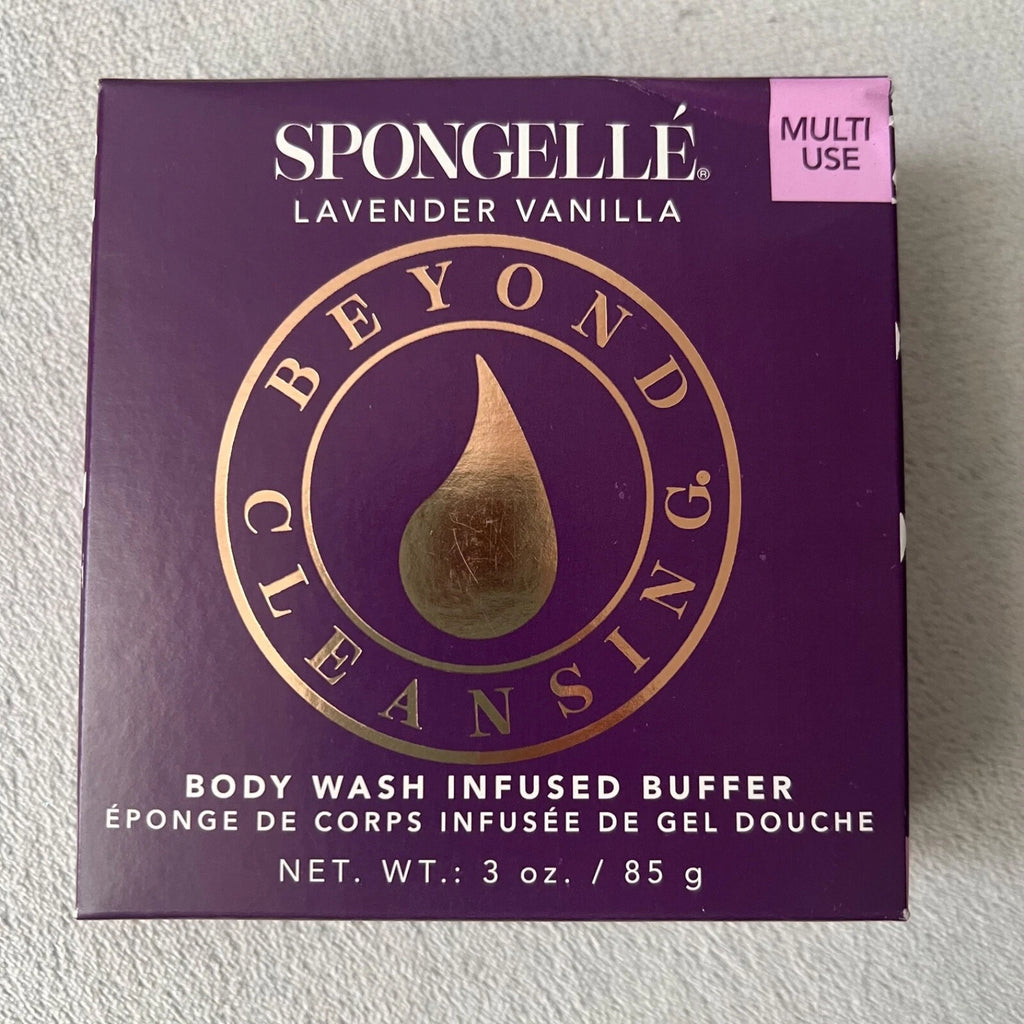 SPONGELLÉ®
LAVENDER VANILLA
MULTI
USE
BEYOND
CLEANSING.
BODY WASH INFUSED BUFFER
ÉPONGE DE CORPS INFUSÉE DE GEL DOUCHE
NET. WT.: 3 oz. / 85 g